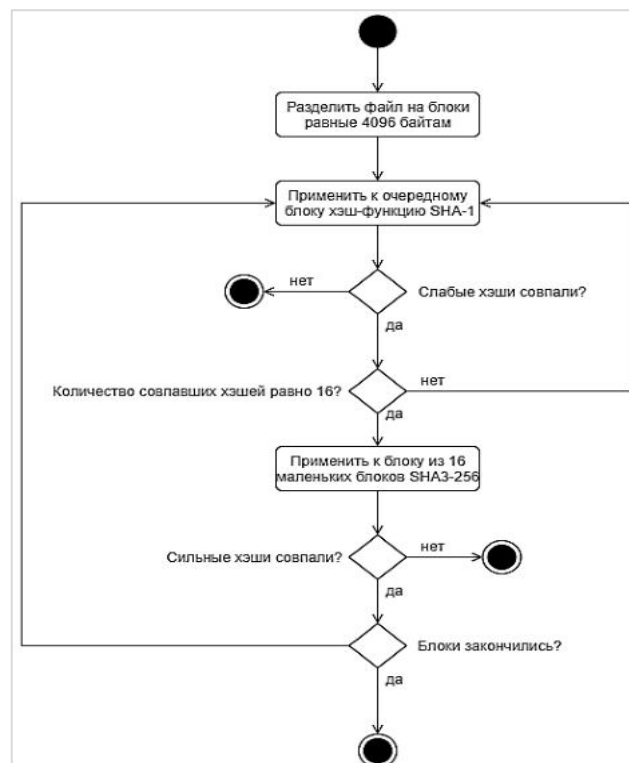 Разделить файл на блоки
равные 4096 байтам
Применить к очередному
блоку хэш-функцию SHA-1
нет
Слабые хэши совпали?
да
Количество совпавших хэшей равно 16?
нет
да
Применить к блоку из 16
маленьких блоков SHA3-256
Сильные хэши совпали?
нет
да
Блоки закончились?
да